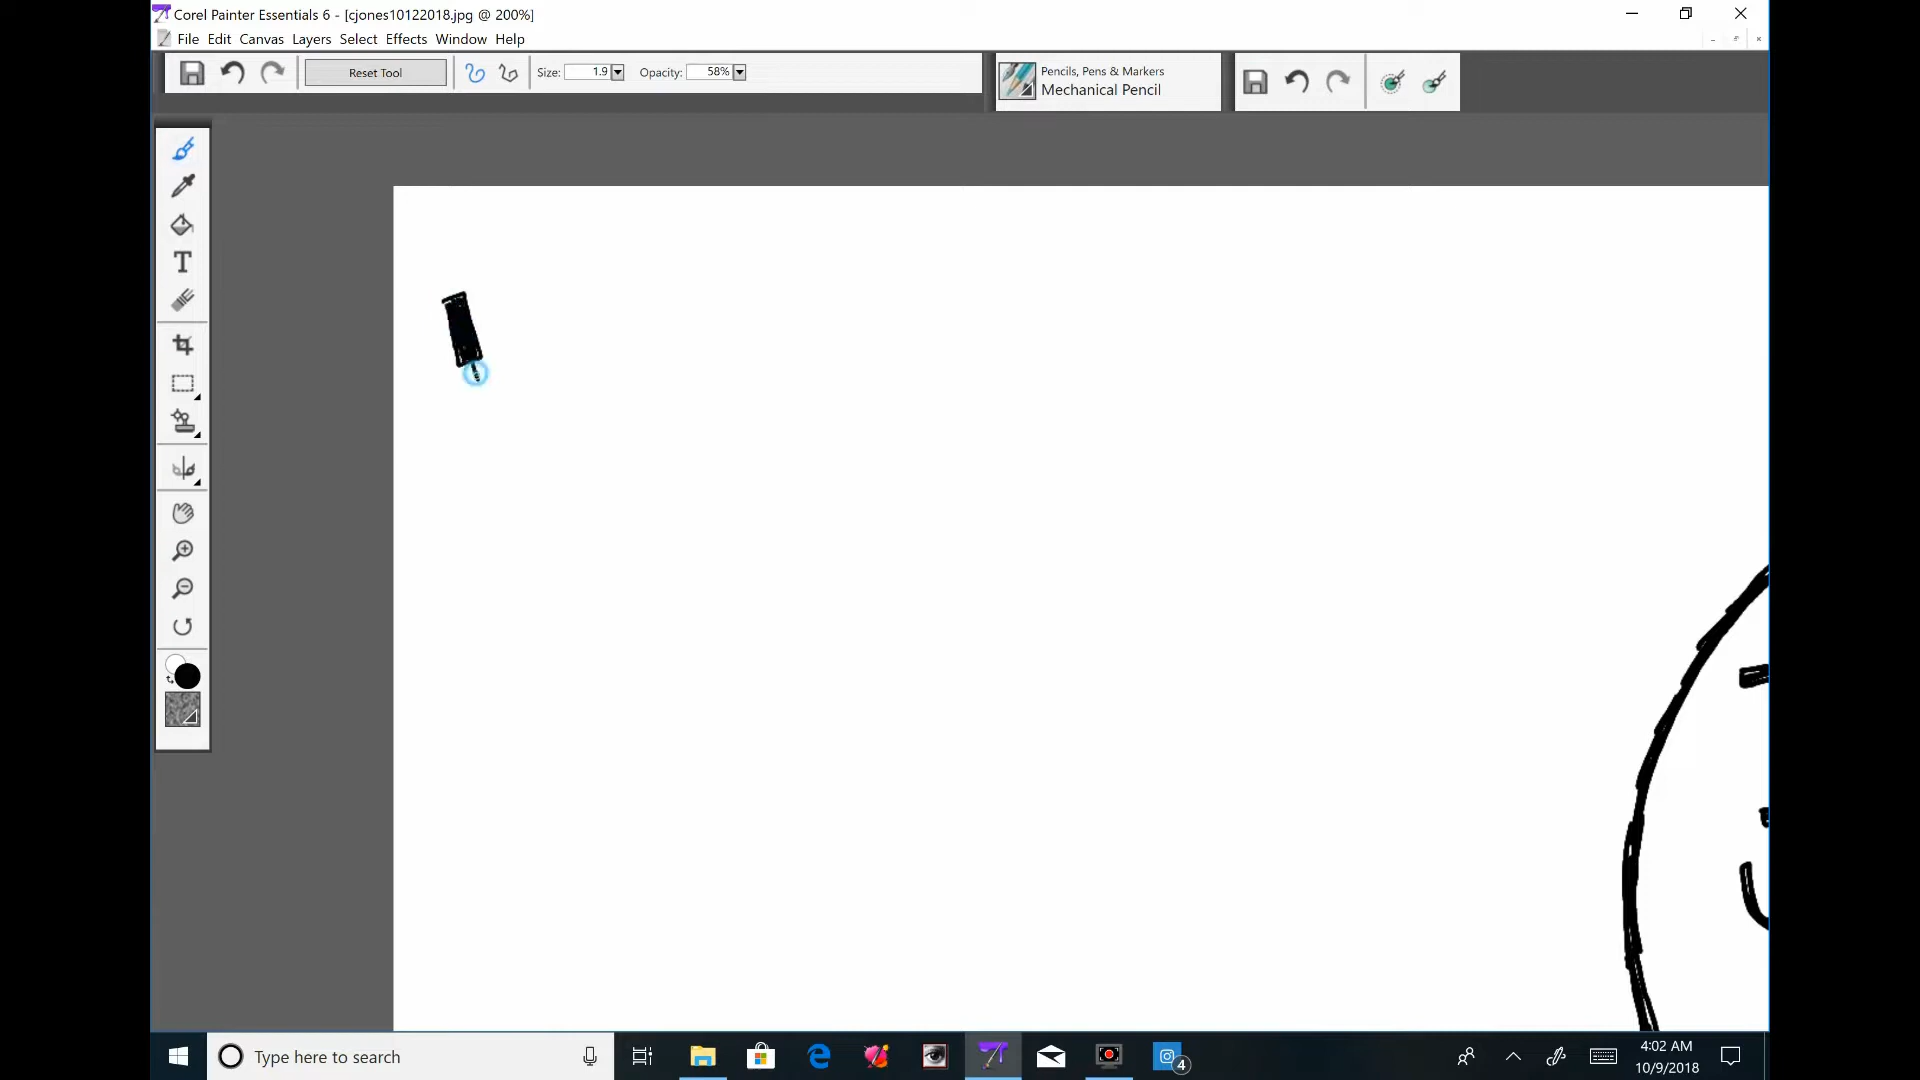 Corel Painter Essentials 6 - [cjones10122018.jpg @ 200%]
File Edit Canvas Layers Select Effects Window Help
Reset Tool Size: 1.9 Opacity: 58%
Pencils, Pens & Markers
Mechanical Pencil
T
Type here to search
4
4:02 AM
10/9/2018